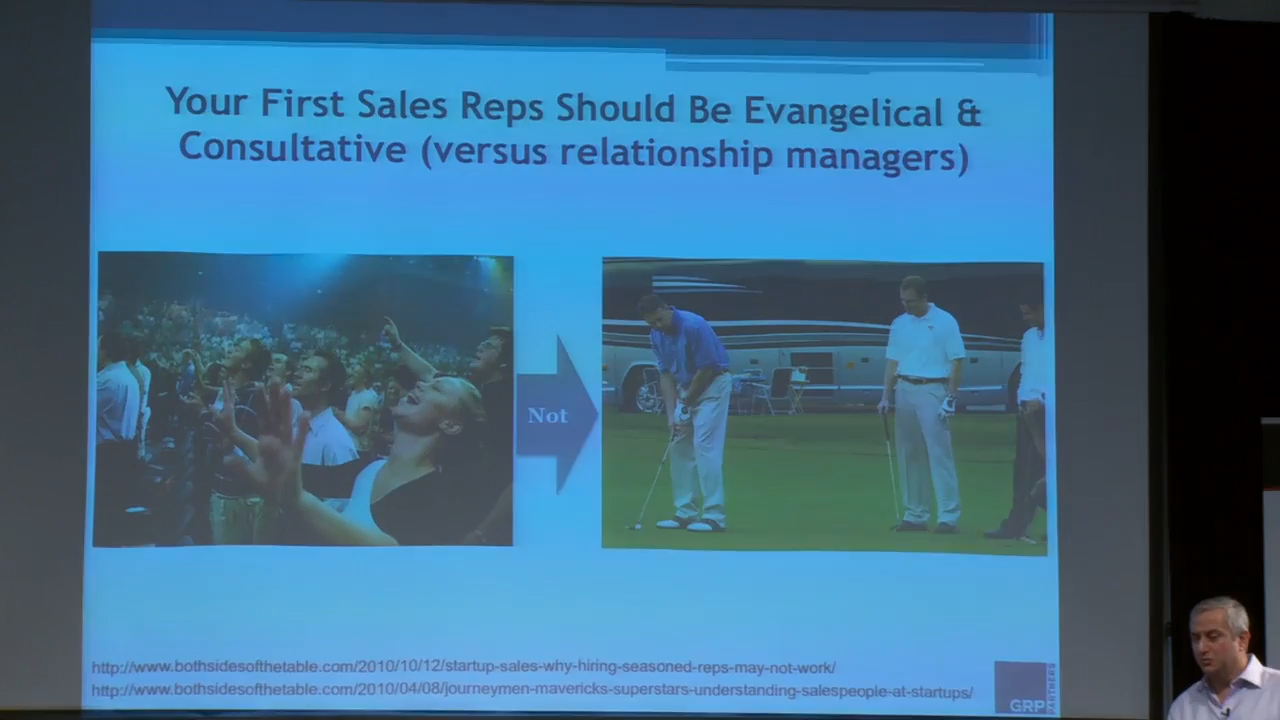 Your First Sales Reps Should Be Evangelical &
Consultative (versus relationship managers)
Not
http://www.bothsidesofthetable.com/2010/10/12/startup-sales-why-hiring-seasoned-reps-may-not-work/
http://www.bothsidesofthetable.com/2010/04/08/journeymen-mavericks-superstars-understanding-salespeople-at-startups/
GRP
PARTNERS